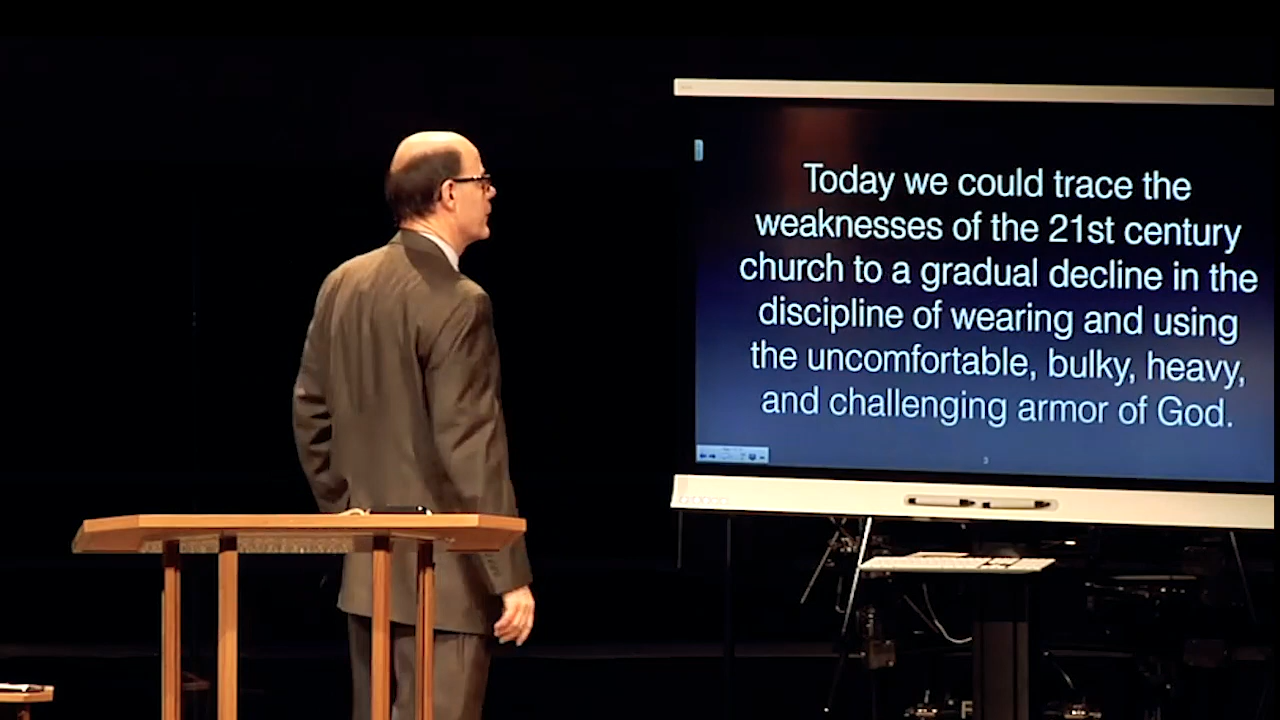 Today we could trace the
weaknesses of the 21st century
church to a gradual decline in the
discipline of wearing and using
the uncomfortable, bulky, heavy,
and challenging armor of God.
3